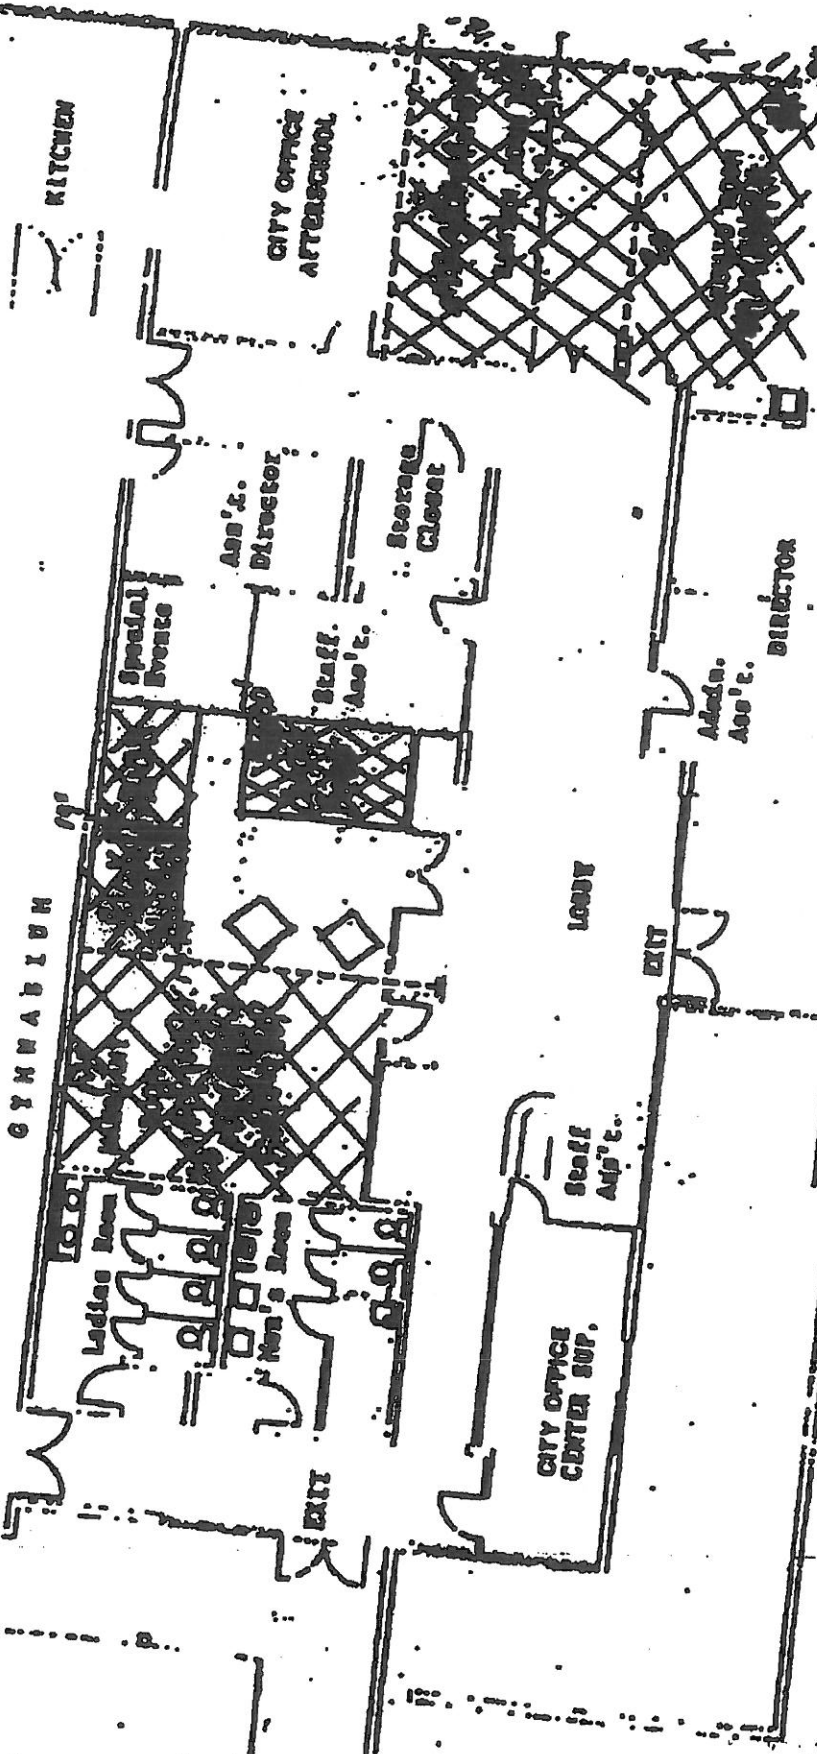 KITCHEN
CITY OFFICE
AFTERSCHOOL
Ass't.
Director
Storage
Closet
Special
Events
Staff.
Ass't.
DIRECTOR
Admin.
Ass't.
GYMNASIUM
LOBBY
EXIT
Staff
Ass't.
Ladies Room
Men's Room
CITY OFFICE
CENTER SUP.
EXIT